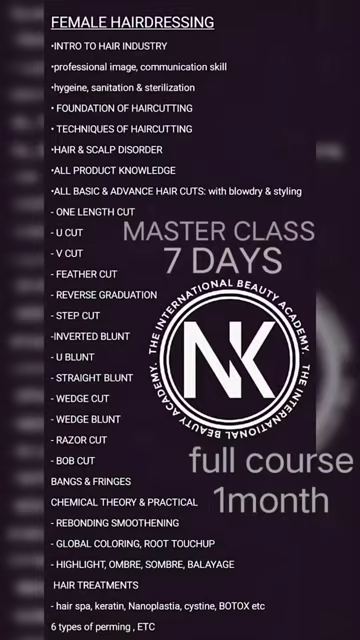 FEMALE HAIRDRESSING
•INTRO TO HAIR INDUSTRY
•professional image, communication skill
•hygeine, sanitation & sterilization
• FOUNDATION OF HAIRCUTTING
• TECHNIQUES OF HAIRCUTTING
•HAIR & SCALP DISORDER
•ALL PRODUCT KNOWLEDGE
•ALL BASIC & ADVANCE HAIR CUTS: with blowdry & styling
- ONE LENGTH CUT
- U CUT
- V CUT
- FEATHER CUT
- REVERSE GRADUATION
- STEP CUT
-INVERTED BLUNT
- U BLUNT
- STRAIGHT BLUNT
- WEDGE CUT
- WEDGE BLUNT
- RAZOR CUT
- BOB CUT
BANGS & FRINGES
CHEMICAL THEORY & PRACTICAL
- REBONDING SMOOTHENING
- GLOBAL COLORING, ROOT TOUCHUP
- HIGHLIGHT, OMBRE, SOMBRE, BALAYAGE
HAIR TREATMENTS
- hair spa, keratin, Nanoplastia, cystine, BOTOX etc
6 types of perming , ETC
MASTER CLASS
7 DAYS
THE INTERNATIONAL BEAUTY ACADEMY.
NK
THE INTERNATIONAL BEAUTY ACADEMY.
full course
1month